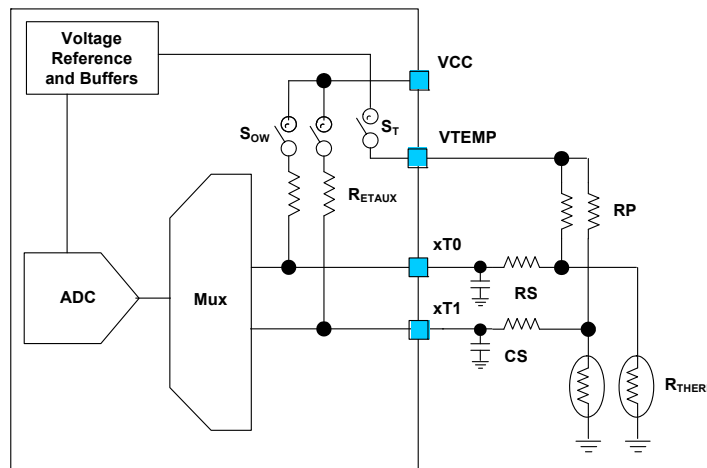 Voltage
Reference
and Buffers
VCC
SOW
ST
VTEMP
RETAUX
RP
xT0
ADC
Mux
RS
xT1
CS
RTHER